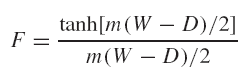 F = tanh[m(W − D)/2] / m(W − D)/2